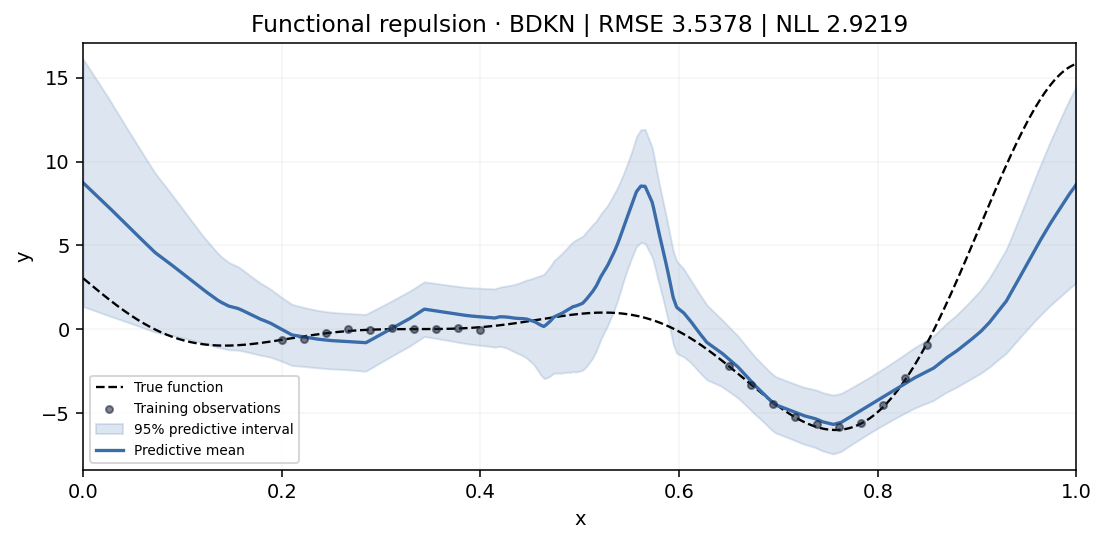 Functional repulsion · BDKN | RMSE 3.5378 | NLL 2.9219
y
15
10
5
0
−5
True function
Training observations
95% predictive interval
Predictive mean
0.0 0.2 0.4 0.6 0.8 1.0
x